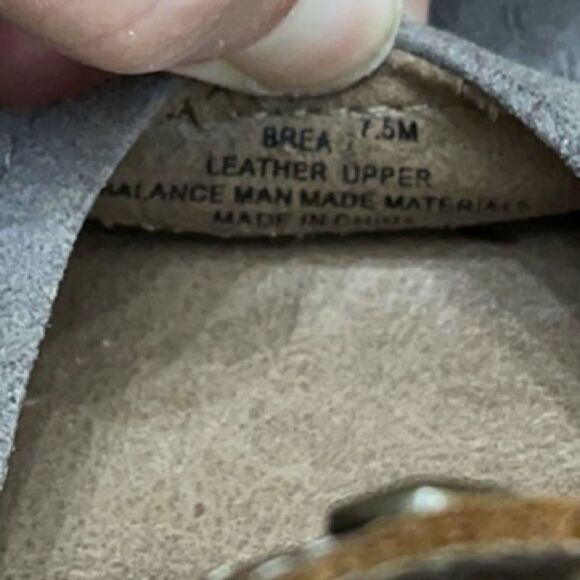 BREA 7.5M
LEATHER UPPER
BALANCE MAN MADE MATERIALS
MADE IN CHINA